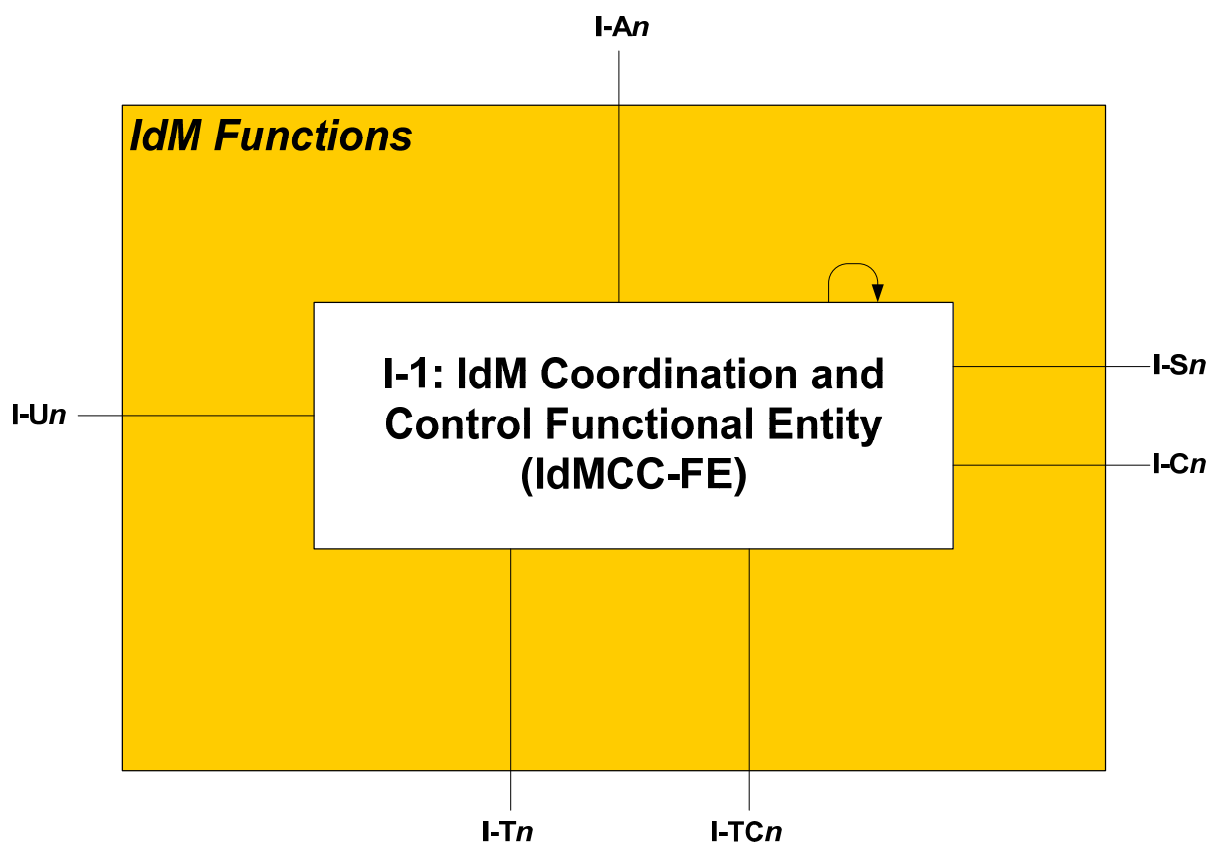 I-An
IdM Functions
I-1: IdM Coordination and
Control Functional Entity
(IdMCC-FE)
I-Sn
I-Un
I-Cn
I-Tn
I-TCn